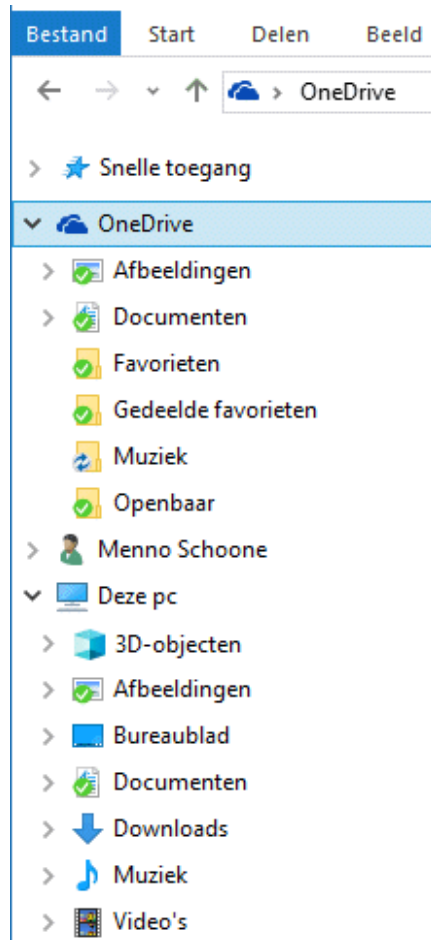 Bestand Start Delen Beeld
OneDrive
Snelle toegang
OneDrive
Afbeeldingen
Documenten
Favorieten
Gedeelde favorieten
Muziek
Openbaar
Menno Schoone
Deze pc
3D-objecten
Afbeeldingen
Bureaublad
Documenten
Downloads
Muziek
Video's